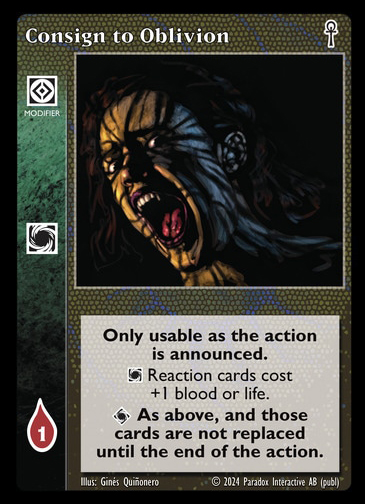 Consign to Oblivion
MODIFIER
Only usable as the action
is announced.
Reaction cards cost
+1 blood or life.
As above, and those
cards are not replaced
until the end of the action.
1
Illus: Ginés Quiñonero © 2024 Paradox Interactive AB (publ)